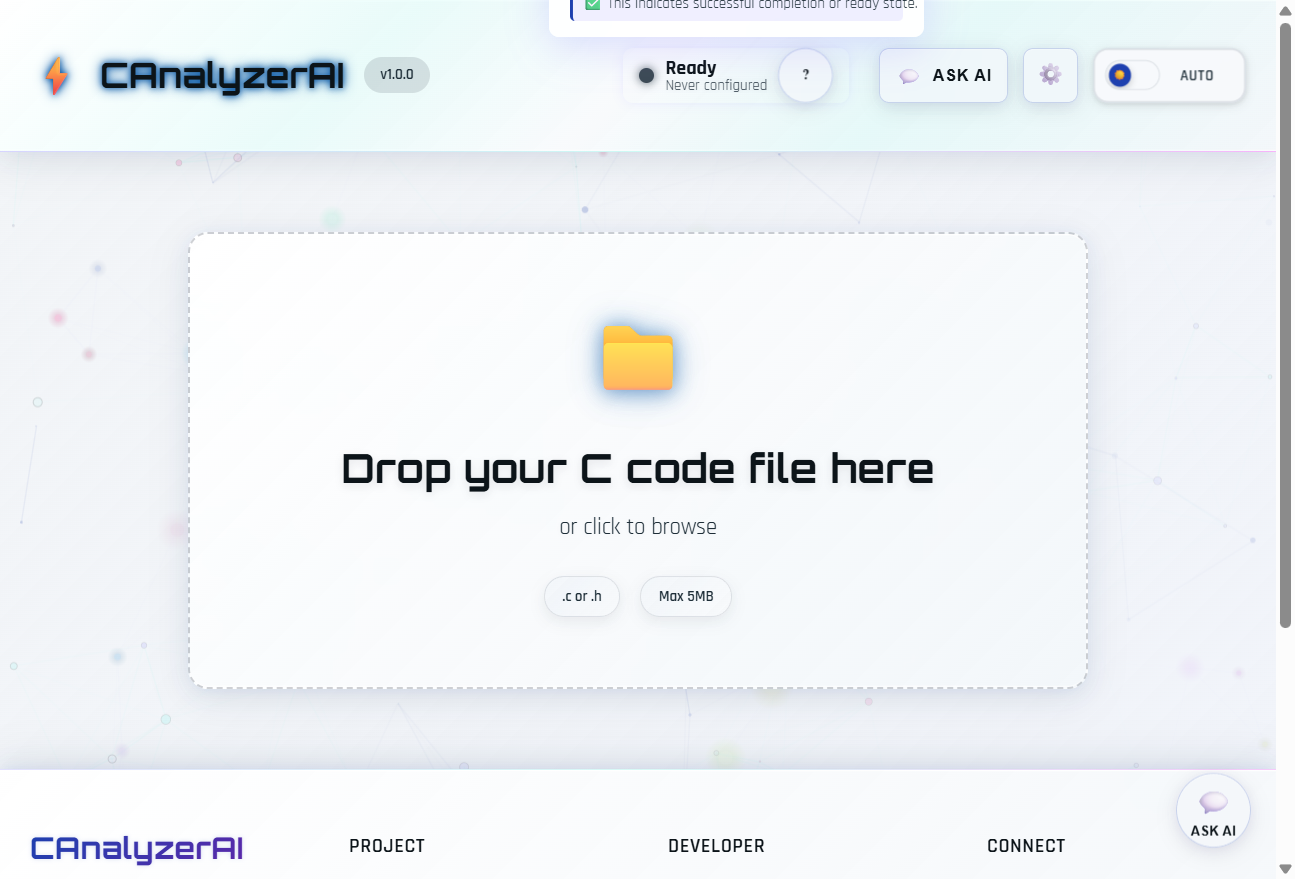 ✅ This indicates successful completion or ready state.
CAnalyzerAI
v1.0.0
Ready
Never configured
?
ASK AI
AUTO
Drop your C code file here
or click to browse
.c or .h
Max 5MB
ASK AI
CAnalyzerAI
PROJECT
DEVELOPER
CONNECT